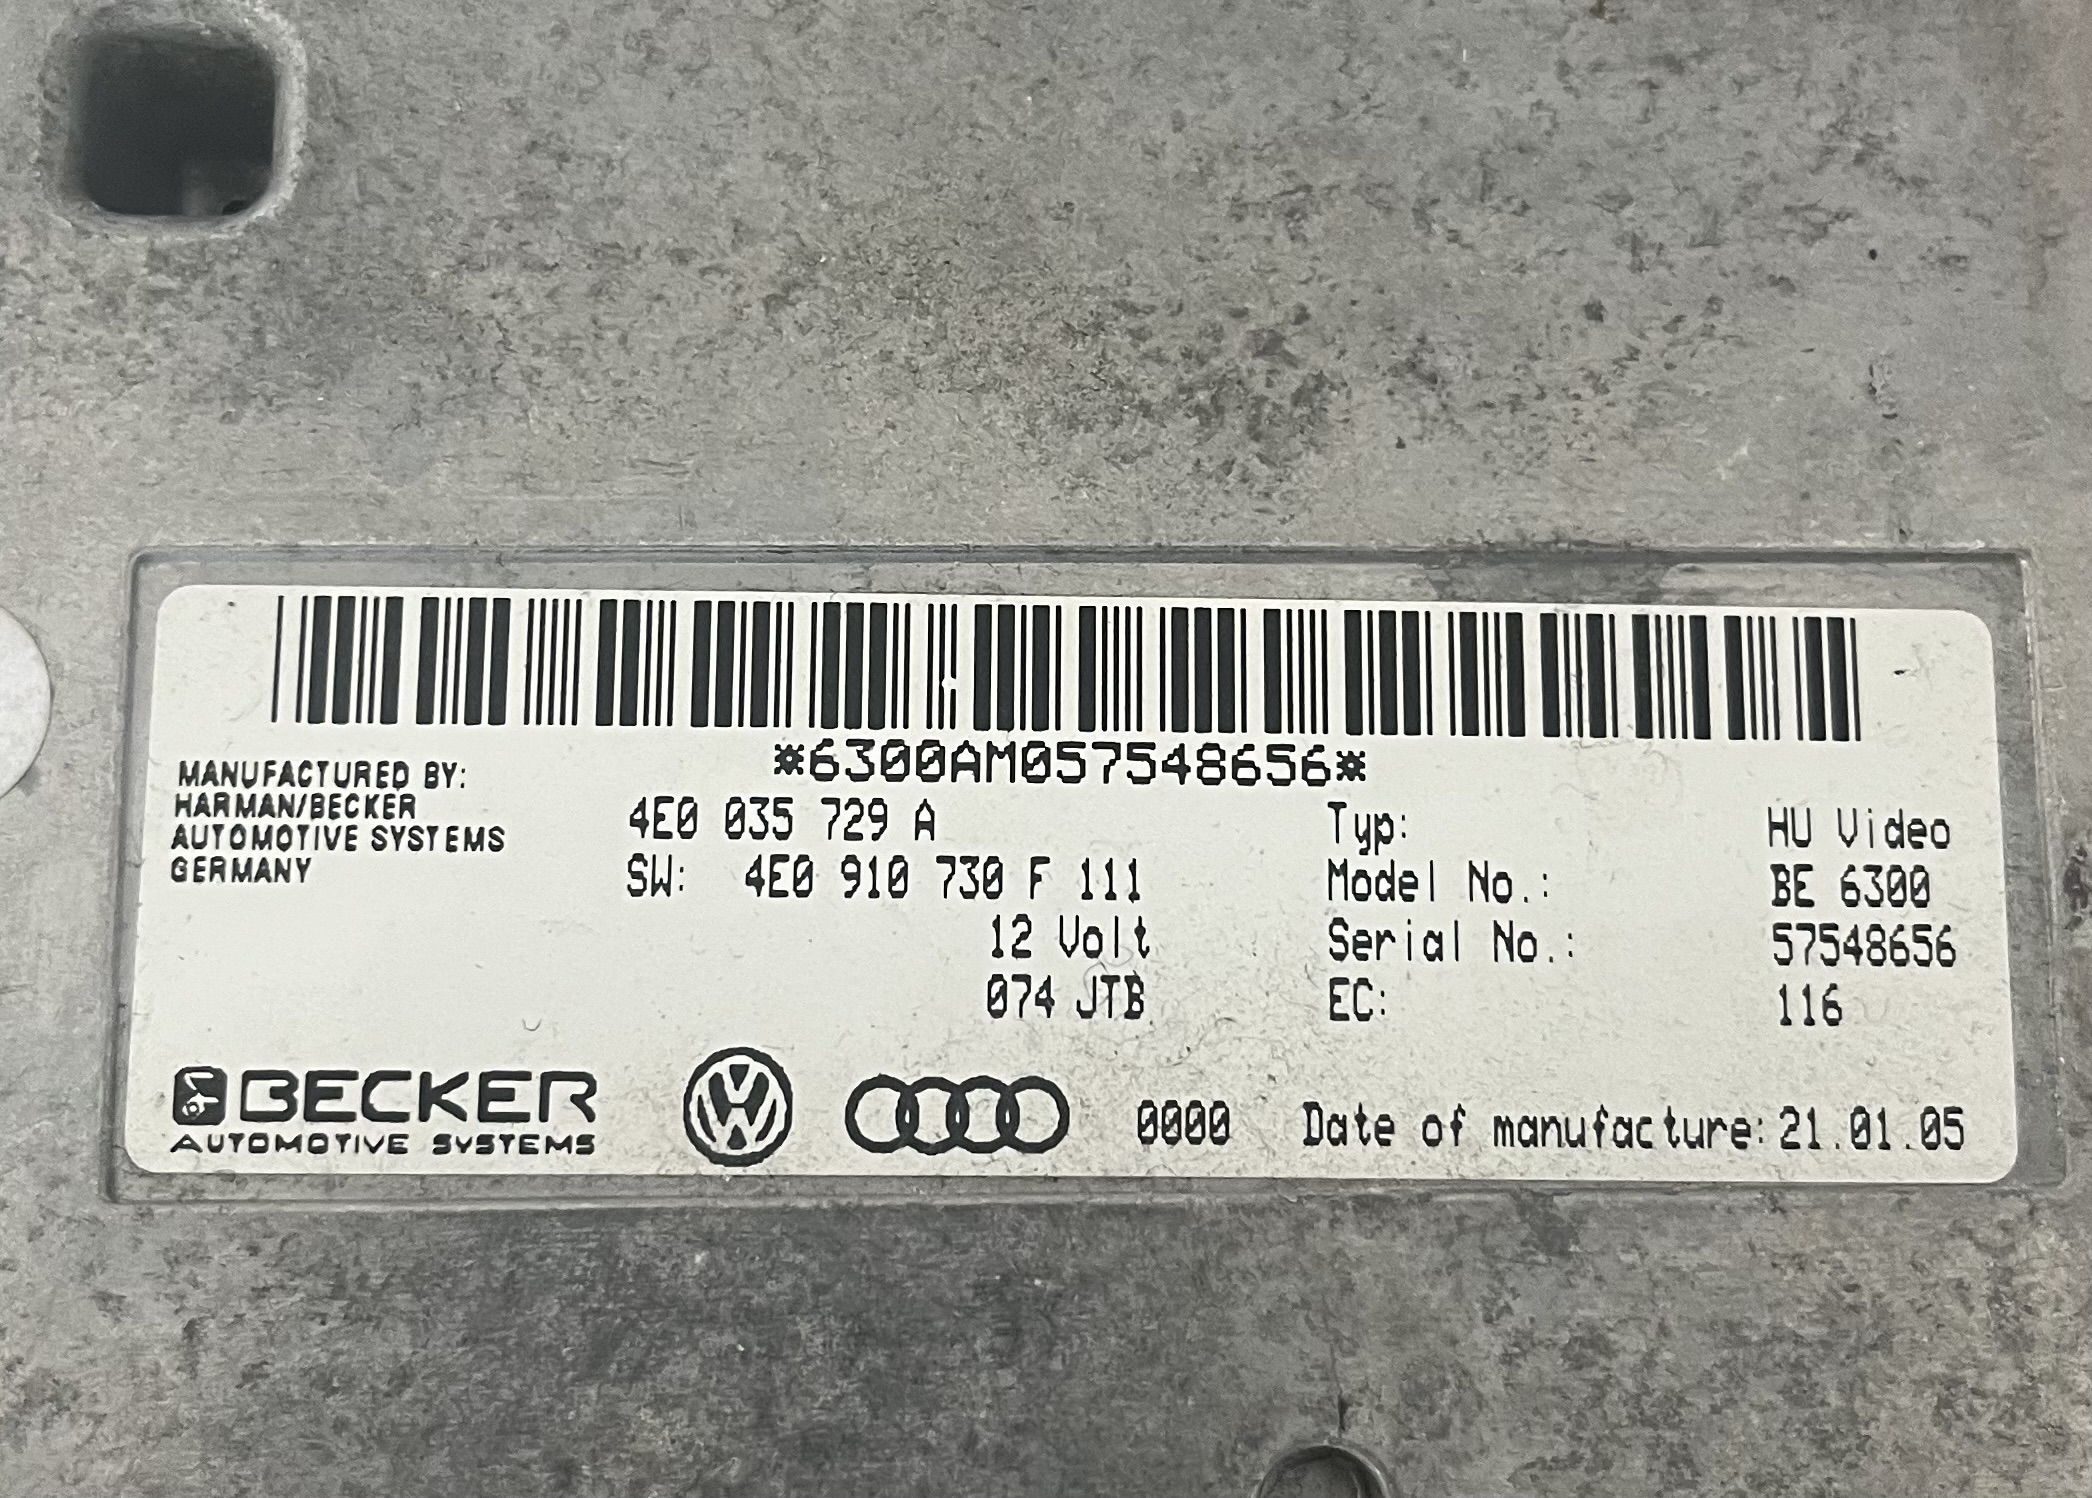 *6300AM057548656*
MANUFACTURED BY:
HARMAN/BECKER
AUTOMOTIVE SYSTEMS
GERMANY
4E0 035 729 A
SW: 4E0 910 730 F 111
12 Volt
074 JTB
Typ: HU Video
Model No.: BE 6300
Serial No.: 57548656
EC: 116
BECKER
AUTOMOTIVE SYSTEMS
0000 Date of manufacture: 21.01.05